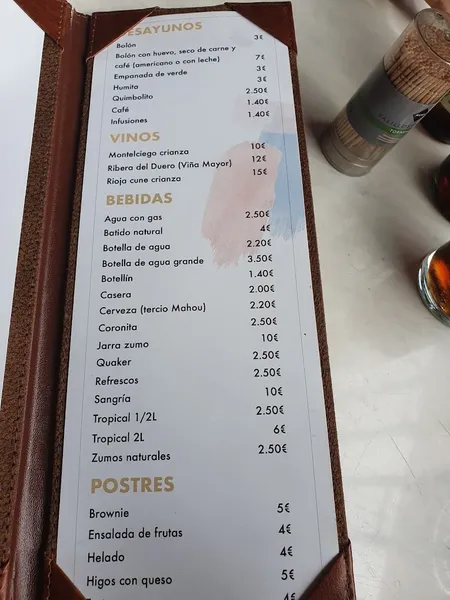 ESAYUNOS
Bolón 3€
Bolón con huevo, seco de carne y
café (americano o con leche) 7€
Empanada de verde 3€
Humita 3€
Quimbolito 2.50€
Café 1.40€
Infusiones 1.40€
VINOS
Montelciego crianza 10€
Ribera del Duero (Viña Mayor) 12€
Rioja cune crianza 15€
BEBIDAS
Agua con gas 2.50€
Batido natural 4€
Botella de agua 2.20€
Botella de agua grande 3.50€
Botellín 1.40€
Casera 2.00€
Cerveza (tercio Mahou) 2.20€
Coronita 2.50€
Jarra zumo 10€
Quaker 2.50€
Refrescos 2.50€
Sangría 10€
Tropical 1/2L 2.50€
Tropical 2L 6€
Zumos naturales 2.50€
POSTRES
Brownie 5€
Ensalada de frutas 4€
Helado 4€
Higos con queso 5€
4€